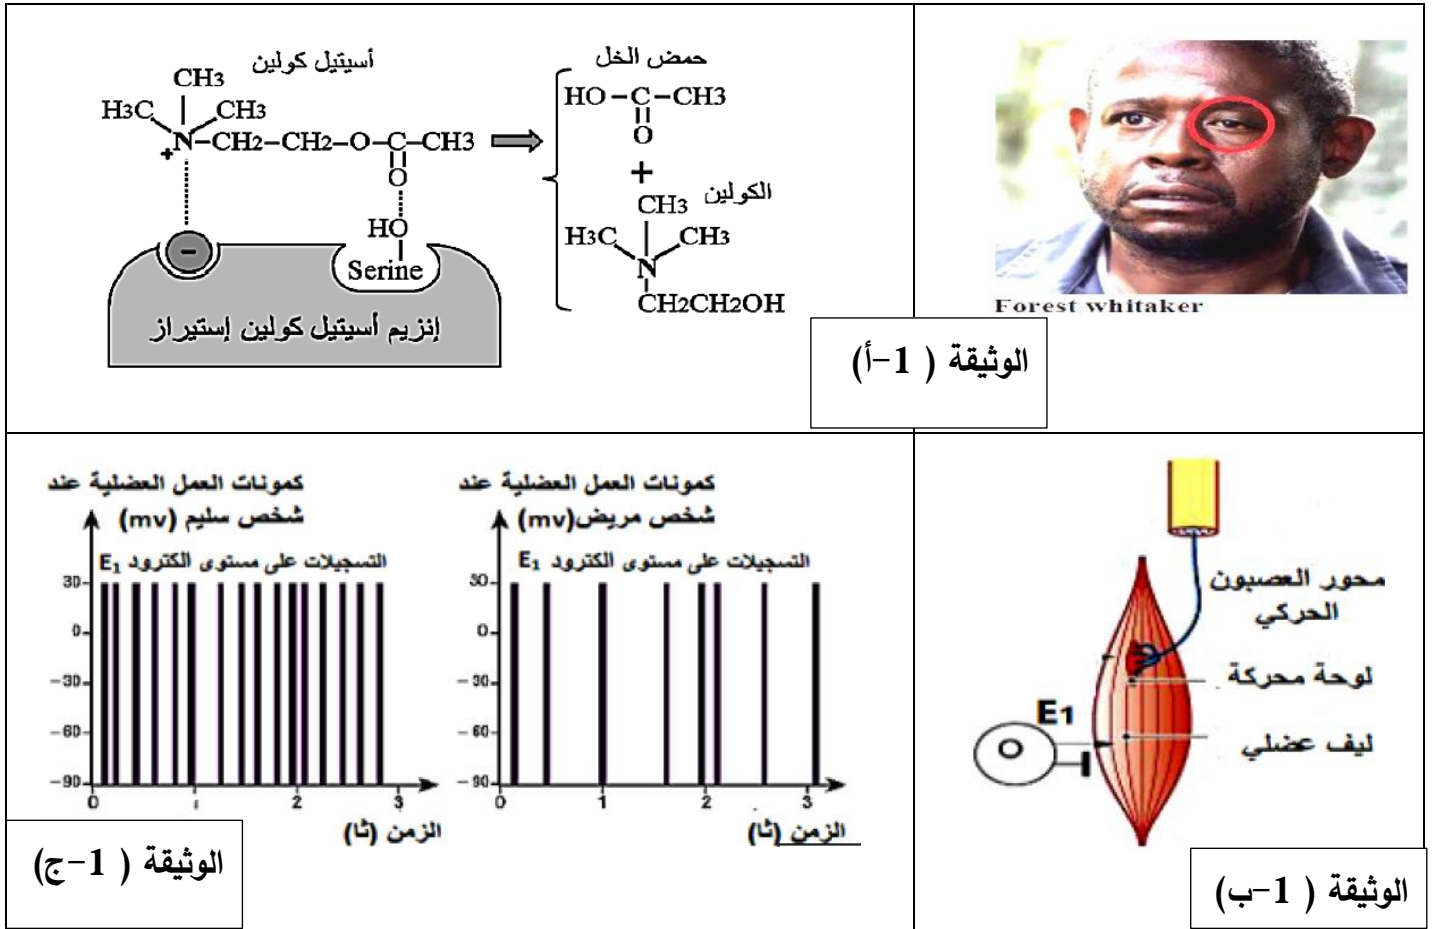 أسيتيل كولين
CH3
H3C
CH3
N–CH2–CH2–O–C–CH3
+
O
HO
Serine
-
إنزيم أسيتيل كولين إستيراز
حمض الخل
HO–C–CH3
O
+
الكولين
CH3
H3C
CH3
N
CH2CH2OH
Forest whitaker
الوثيقة ( 1-أ)
كمونات العمل العضلية عند
شخص سليم (mv)
التسجيلات على مستوى الكترود E1
30
0
-30
-60
-90
0
1
2
3
الزمن (ثا)
كمونات العمل العضلية عند
شخص مريض(mv)
التسجيلات على مستوى الكترود E1
30
0
-30
-60
-90
0
1
2
3
الزمن (ثا)
الوثيقة ( 1-ج)
محور العصبون
الحركي
لوحة محركة
ليف عضلي
E1
الوثيقة ( 1-ب)